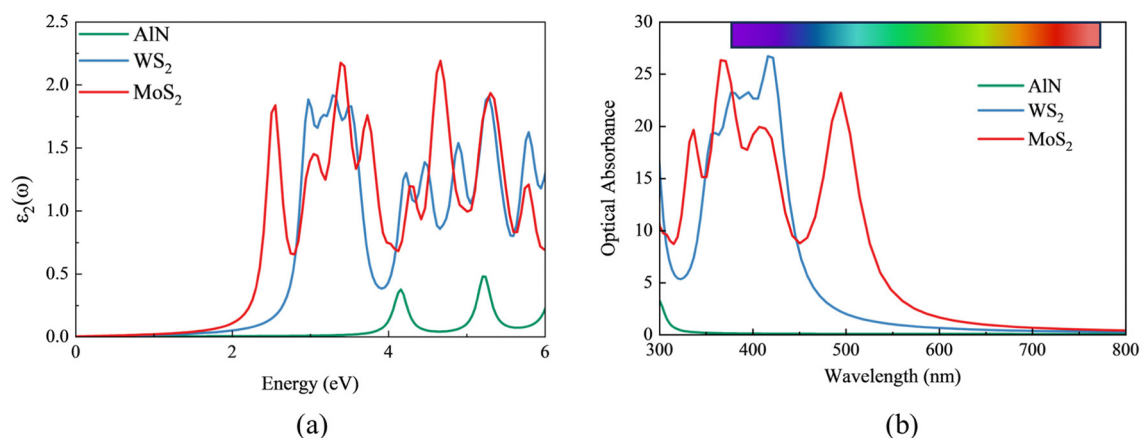 2.5
2.0
1.5
1.0
0.5
0.0
ε₂(ω)
AlN
WS₂
MoS₂
0 2 4 6
Energy (eV)
(a)
30
25
20
15
10
5
0
Optical Absorbance
AlN
WS₂
MoS₂
300 400 500 600 700 800
Wavelength (nm)
(b)